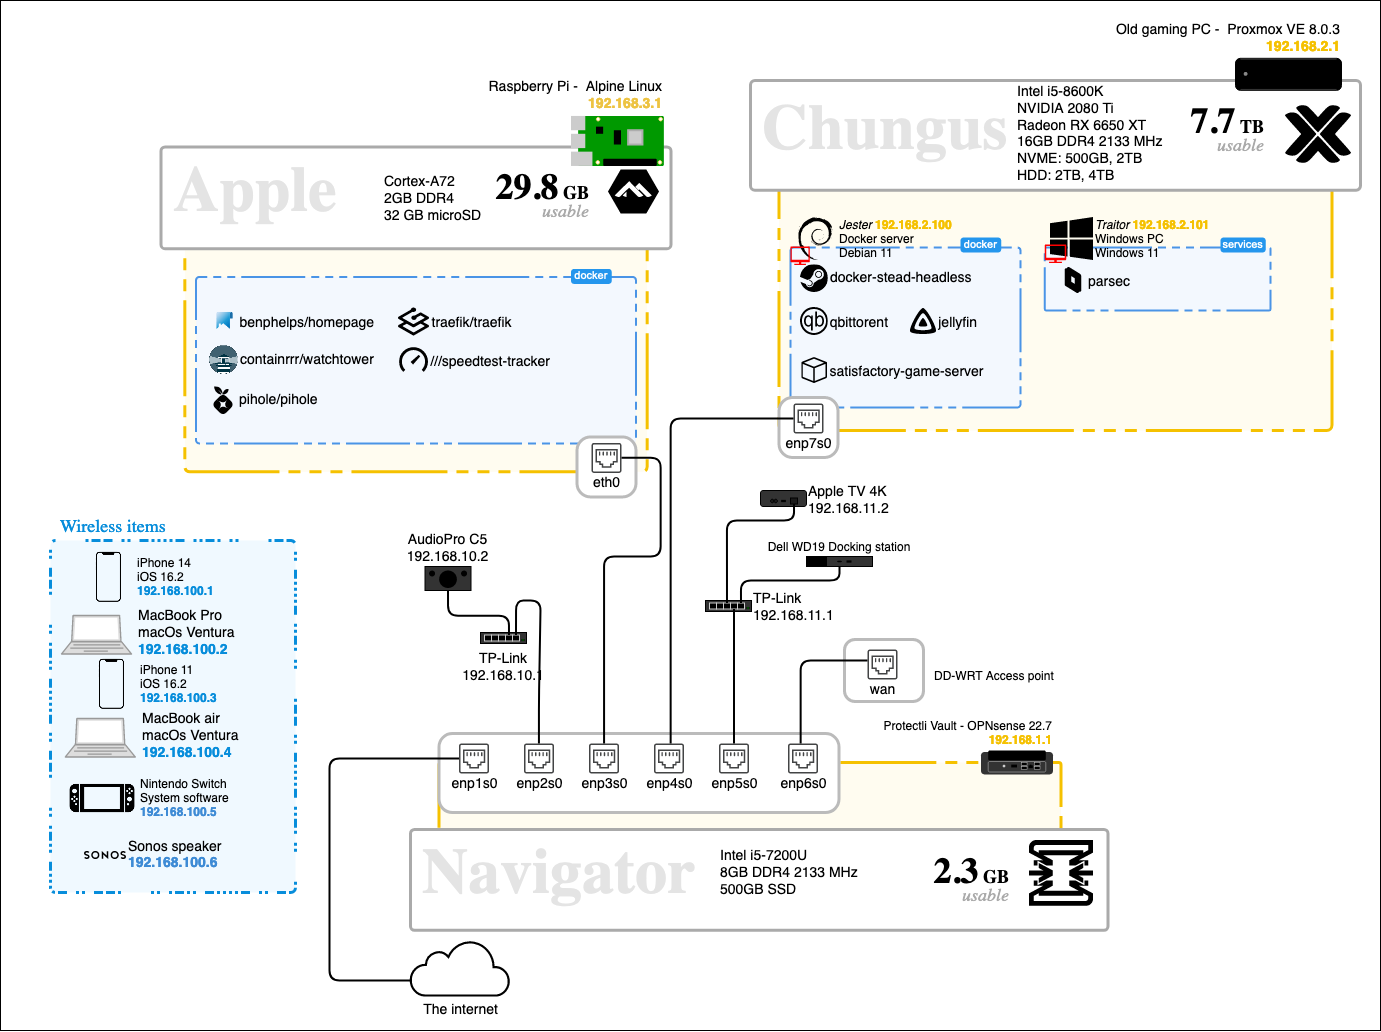 Old gaming PC -  Proxmox VE 8.0.3
192.168.2.1
Raspberry Pi -  Alpine Linux
192.168.3.1
Chungus
Intel i5-8600K
NVIDIA 2080 Ti
Radeon RX 6650 XT
16GB DDR4 2133 MHz
NVME: 500GB, 2TB
HDD: 2TB, 4TB
7.7 TB
usable
Apple
Cortex-A72
2GB DDR4
32 GB microSD
29.8 GB
usable
Jester 192.168.2.100
Docker server
Debian 11
docker
docker-stead-headless
qb
qbittorent
jellyfin
satisfactory-game-server
Traitor 192.168.2.101
Windows PC
Windows 11
services
parsec
docker
benphelps/homepage
traefik/traefik
containrrr/watchtower
///speedtest-tracker
pihole/pihole
enp7s0
eth0
Apple TV 4K
192.168.11.2
Dell WD19 Docking station
TP-Link
192.168.11.1
AudioPro C5
192.168.10.2
TP-Link
192.168.10.1
Wireless items
iPhone 14
iOS 16.2
192.168.100.1
MacBook Pro
macOs Ventura
192.168.100.2
iPhone 11
iOS 16.2
192.168.100.3
MacBook air
macOs Ventura
192.168.100.4
Nintendo Switch
System software
192.168.100.5
SONOS
Sonos speaker
192.168.100.6
wan
DD-WRT Access point
Protectli Vault - OPNsense 22.7
192.168.1.1
enp1s0
enp2s0
enp3s0
enp4s0
enp5s0
enp6s0
Navigator
Intel i5-7200U
8GB DDR4 2133 MHz
500GB SSD
2.3 GB
usable
The internet